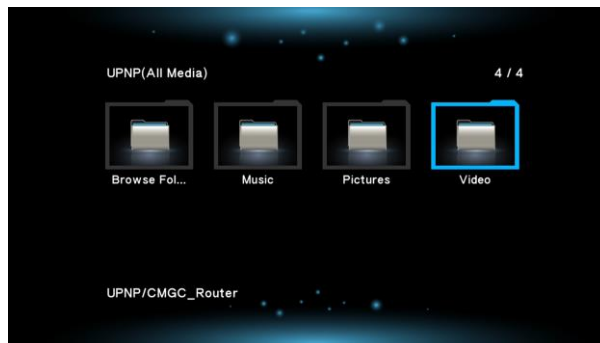 UPNP(All Media) 4 / 4
Browse Fol... Music Pictures Video
UPNP/CMGC_Router